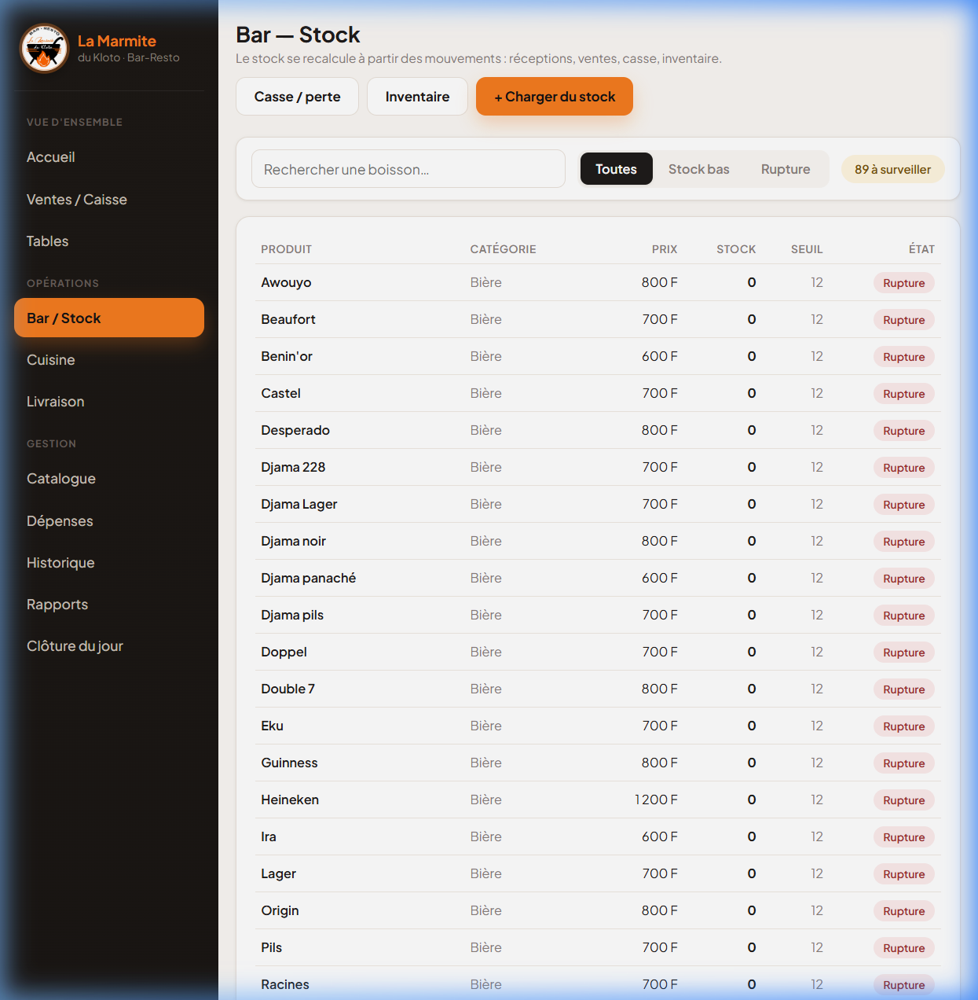 BAR - RESTO
La Marmite
du Kloto
La Marmite
du Kloto · Bar-Resto
VUE D'ENSEMBLE
Accueil
Ventes / Caisse
Tables
OPÉRATIONS
Bar / Stock
Cuisine
Livraison
GESTION
Catalogue
Dépenses
Historique
Rapports
Clôture du jour
Bar — Stock
Le stock se recalcule à partir des mouvements : réceptions, ventes, casse, inventaire.
Casse / perte Inventaire + Charger du stock
Rechercher une boisson... Toutes Stock bas Rupture 89 à surveiller
PRODUIT CATÉGORIE PRIX STOCK SEUIL ÉTAT
Awouyo Bière 800 F 0 12 Rupture
Beaufort Bière 700 F 0 12 Rupture
Benin'or Bière 600 F 0 12 Rupture
Castel Bière 700 F 0 12 Rupture
Desperado Bière 800 F 0 12 Rupture
Djama 228 Bière 700 F 0 12 Rupture
Djama Lager Bière 700 F 0 12 Rupture
Djama noir Bière 800 F 0 12 Rupture
Djama panaché Bière 600 F 0 12 Rupture
Djama pils Bière 700 F 0 12 Rupture
Doppel Bière 700 F 0 12 Rupture
Double 7 Bière 800 F 0 12 Rupture
Eku Bière 700 F 0 12 Rupture
Guinness Bière 800 F 0 12 Rupture
Heineken Bière 1 200 F 0 12 Rupture
Ira Bière 600 F 0 12 Rupture
Lager Bière 700 F 0 12 Rupture
Origin Bière 800 F 0 12 Rupture
Pils Bière 700 F 0 12 Rupture
Racines Bière 700 F 0 12 Rupture